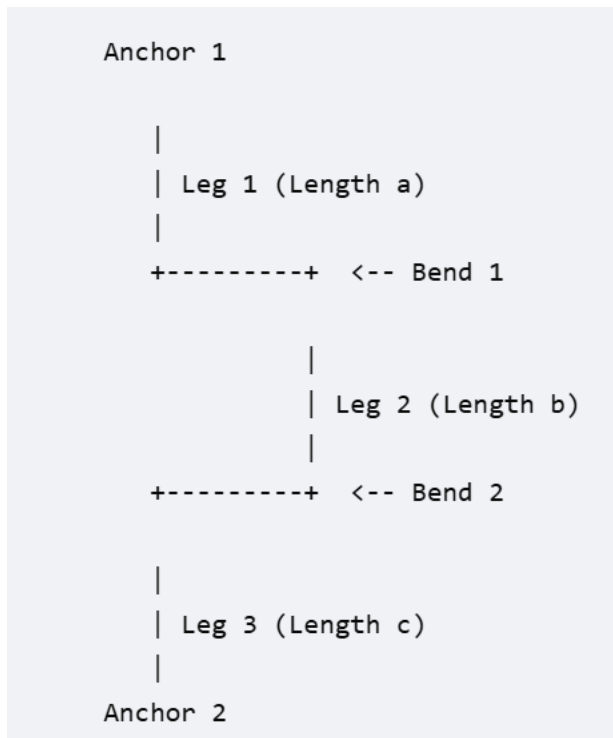 Anchor 1
|
| Leg 1 (Length a)
|
+---------+ <-- Bend 1
|
| Leg 2 (Length b)
|
+---------+ <-- Bend 2
|
| Leg 3 (Length c)
|
Anchor 2